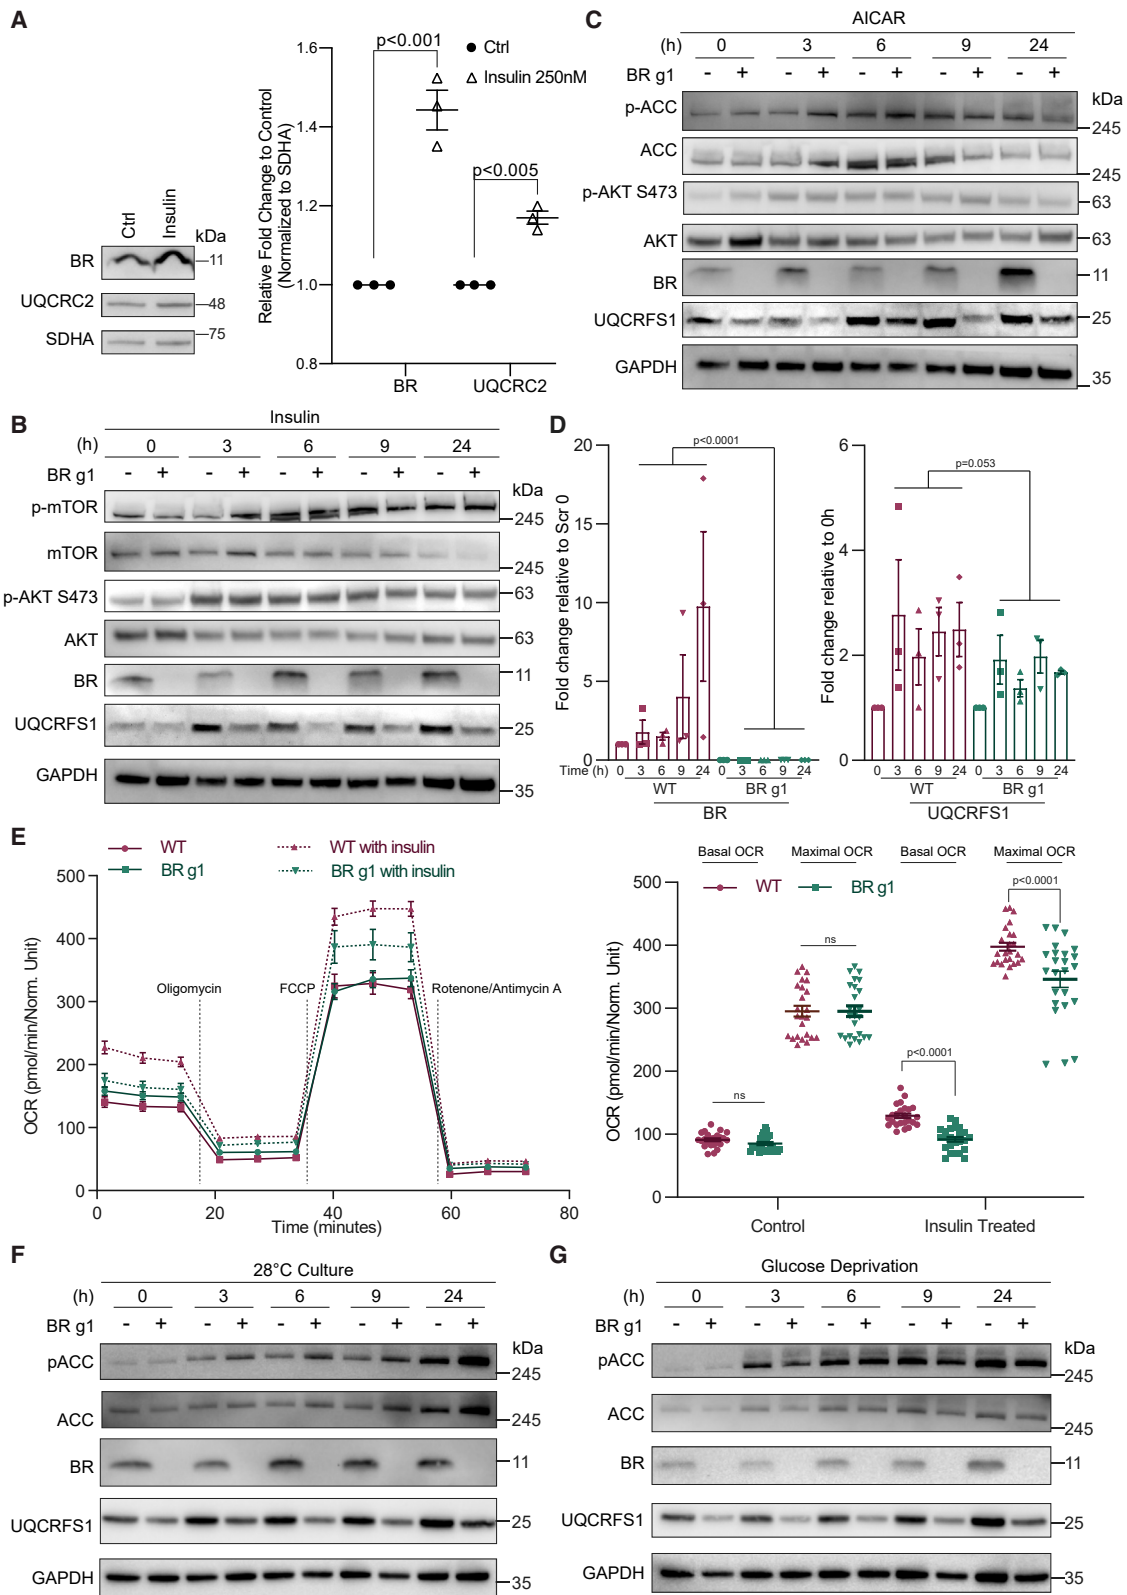 A
Relative Fold Change to Control
(Normalized to SDHA)
1.6
1.4
1.2
1.0
0.8
p<0.001
p<0.005
Ctrl
Insulin 250nM
BR
UQCRC2
Ctrl
Insulin
kDa
BR
11
UQCRC2
48
SDHA
75
B
Insulin
(h) 0 3 6 9 24
BR g1 - + - + - + - + - +
kDa
p-mTOR
245
mTOR
245
p-AKT S473
63
AKT
63
BR
11
UQCRFS1
25
GAPDH
35
C
AICAR
(h) 0 3 6 9 24
BR g1 - + - + - + - + - +
kDa
p-ACC
245
ACC
245
p-AKT S473
63
AKT
63
BR
11
UQCRFS1
25
GAPDH
35
D
Fold change relative to Scr 0
20
15
10
5
0
p<0.0001
Time (h) 0 3 6 9 24 0 3 6 9 24
WT BR g1
BR
Fold change relative to 0h
6
4
2
0
p=0.053
0 3 6 9 24 0 3 6 9 24
WT BR g1
UQCRFS1
E
WT
BR g1
WT with insulin
BR g1 with insulin
OCR (pmol/min/Norm. Unit)
500
400
300
200
100
0
Oligomycin
FCCP
Rotenone/Antimycin A
0 20 40 60 80
Time (minutes)
Basal OCR Maximal OCR Basal OCR Maximal OCR
WT BR g1
OCR (pmol/min/Norm. Unit)
500
400
300
200
100
0
ns
ns
p<0.0001
p<0.0001
Control Insulin Treated
F
28°C Culture
(h) 0 3 6 9 24
BR g1 - + - + - + - + - +
kDa
pACC
245
ACC
245
BR
11
UQCRFS1
25
GAPDH
35
G
Glucose Deprivation
(h) 0 3 6 9 24
BR g1 - + - + - + - + - +
kDa
pACC
245
ACC
245
BR
11
UQCRFS1
25
GAPDH
35